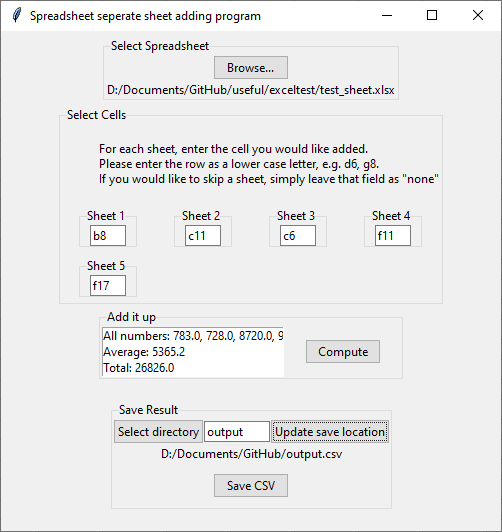 Spreadsheet seperate sheet adding program
Select Spreadsheet
Browse...
D:/Documents/GitHub/useful/exceltest/test_sheet.xlsx
Select Cells
For each sheet, enter the cell you would like added.
Please enter the row as a lower case letter, e.g. d6, g8.
If you would like to skip a sheet, simply leave that field as "none"
Sheet 1 Sheet 2 Sheet 3 Sheet 4
b8 c11 c6 f11
Sheet 5
f17
Add it up
All numbers: 783.0, 728.0, 8720.0, 9
Average: 5365.2
Total: 26826.0
Compute
Save Result
Select directory output Update save location
D:/Documents/GitHub/output.csv
Save CSV